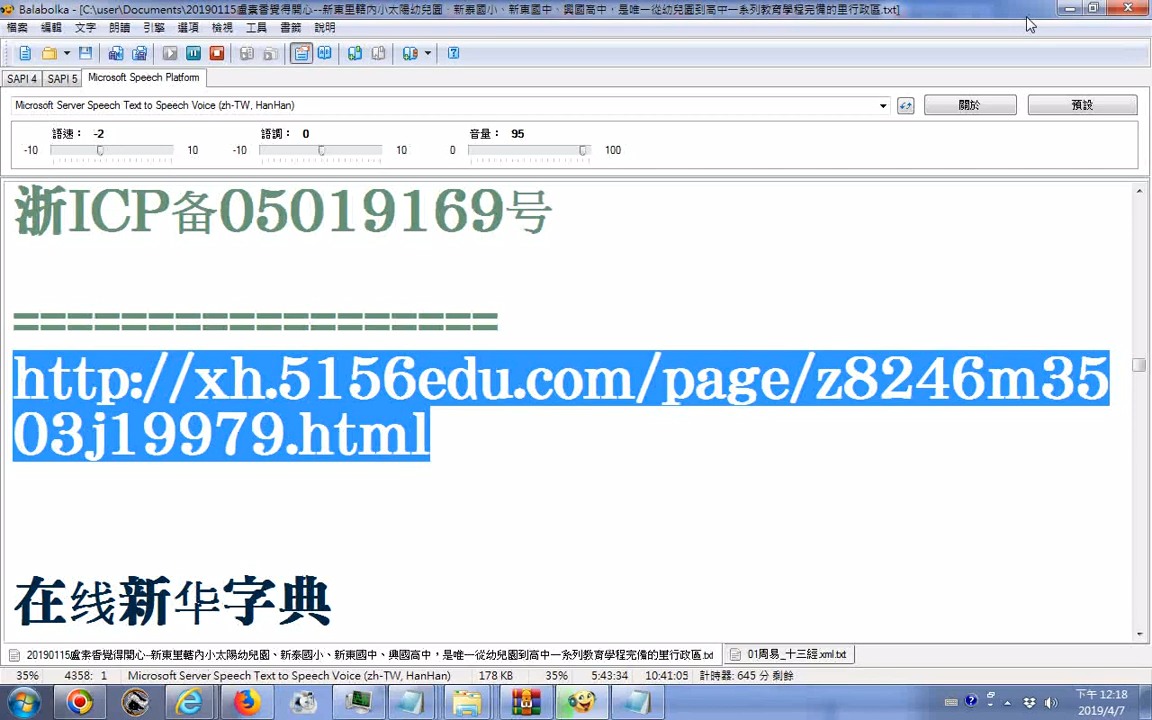 Balabolka - [C:\user\Documents\20190115盧素香覺得開心--新東里轄內小太陽幼兒園、新泰國小、新東國中、興國高中，是唯一從幼兒園到高中一系列教育學程完備的里行政區.txt]
檔案 編輯 文字 朗讀 引擎 選項 檢視 工具 書籤 說明
SAPI 4 SAPI 5 Microsoft Speech Platform
Microsoft Server Speech Text to Speech Voice (zh-TW, HanHan) 關於 預設
語速： -2 語調： 0 音量： 95
-10 10 -10 10 0 100
浙ICP备05019169号
==================
http://xh.5156edu.com/page/z8246m35
03j19979.html
在线新华字典
20190115盧素香覺得開心--新東里轄內小太陽幼兒園、新泰國小、新東國中、興國高中，是唯一從幼兒園到高中一系列教育學程完備的里行政區.txt 01周易_十三經.xml.txt
35% 4358: 1 Microsoft Server Speech Text to Speech Voice (zh-TW, HanHan) 178 KB 35% 5:43:34 10:41:05 計時器: 645 分 剩餘
下午 12:18
2019/4/7